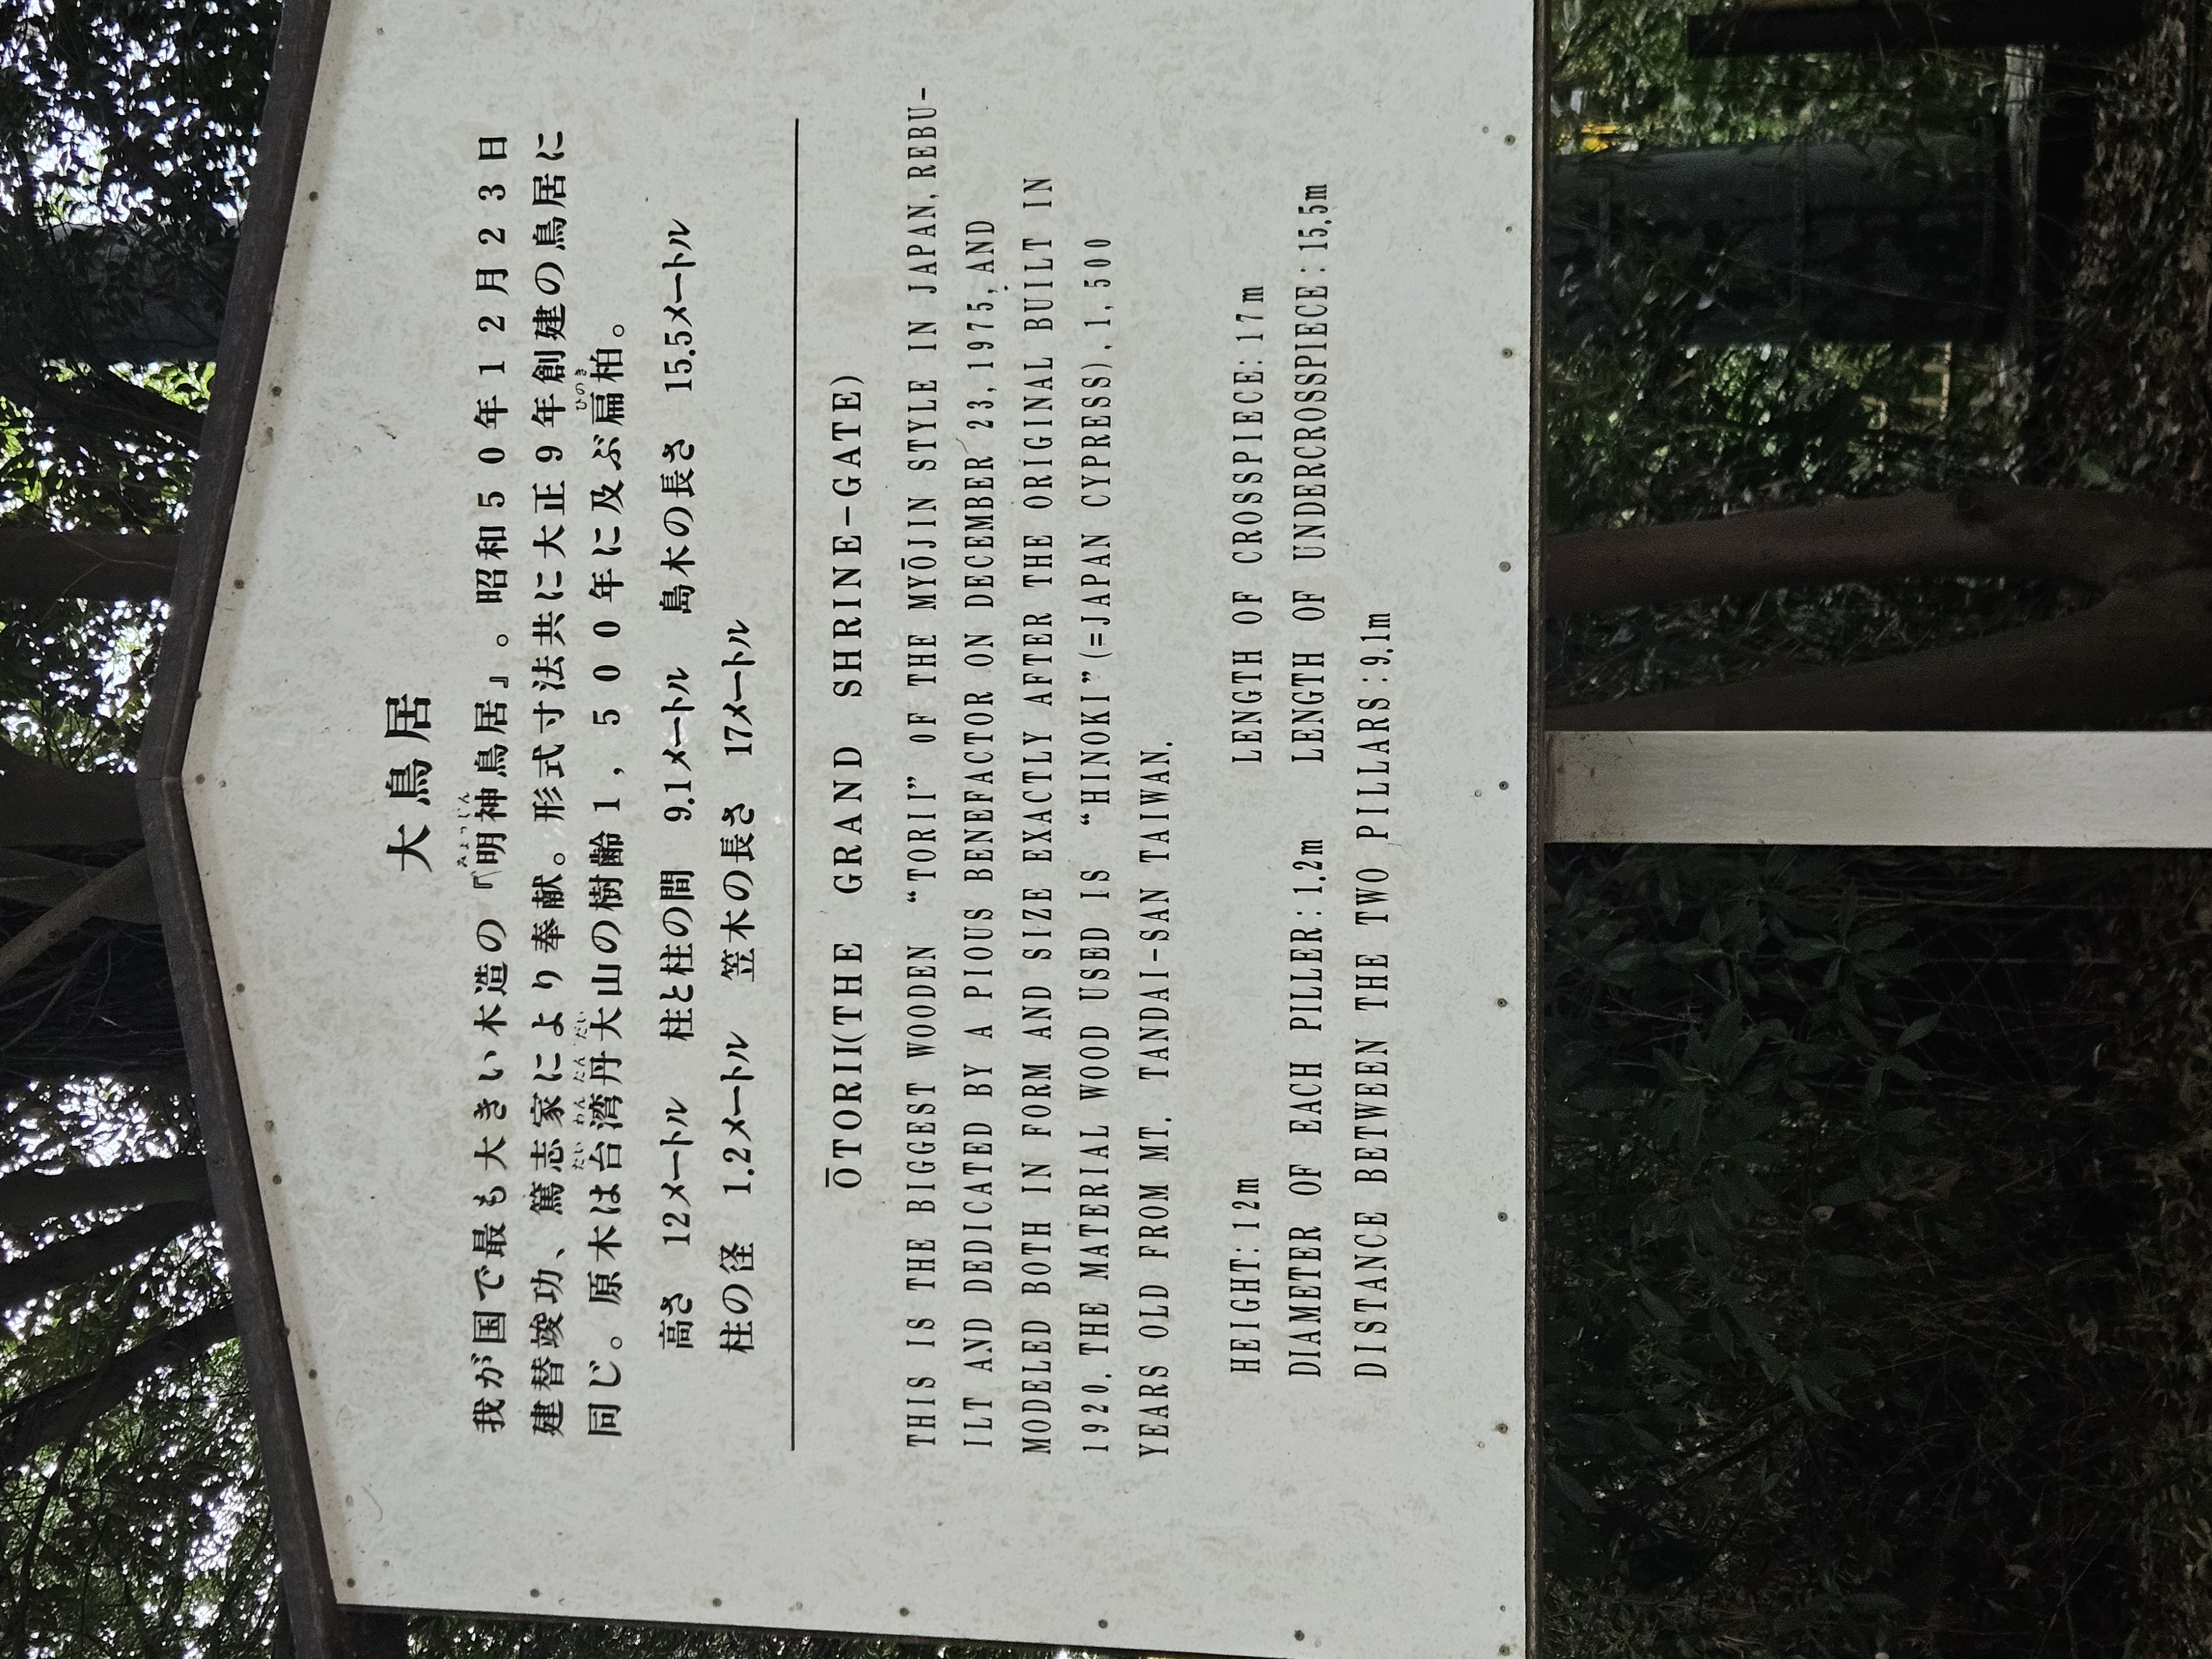 大鳥居
我が国で最も大きい木造の『明神鳥居』。昭和50年12月23日
建替竣功、篤志家により奉献。形式寸法共に大正9年創建の鳥居に
同じ。原木は台湾丹大山の樹齢1,500年に及ぶ扁柏。
高さ 12メートル 柱と柱の間 9.1メートル 島木の長さ 15.5メートル
柱の径 1.2メートル 笠木の長さ 17メートル
ŌTORII(THE GRAND SHRINE-GATE)
THIS IS THE BIGGEST WOODEN “TORII” OF THE MYŌJIN STYLE IN JAPAN, REBU-
ILT AND DEDICATED BY A PIOUS BENEFACTOR ON DECEMBER 23, 1975, AND
MODELED BOTH IN FORM AND SIZE EXACTLY AFTER THE ORIGINAL BUILT IN
1920. THE MATERIAL WOOD USED IS “HINOKI” (=JAPAN CYPRESS), 1,500
YEARS OLD FROM MT. TANDAI-SAN TAIWAN.
HEIGHT: 12m LENGTH OF CROSSPIECE: 17m
DIAMETER OF EACH PILLER: 1.2m LENGTH OF UNDERCROSSPIECE: 15.5m
DISTANCE BETWEEN THE TWO PILLARS: 9.1m